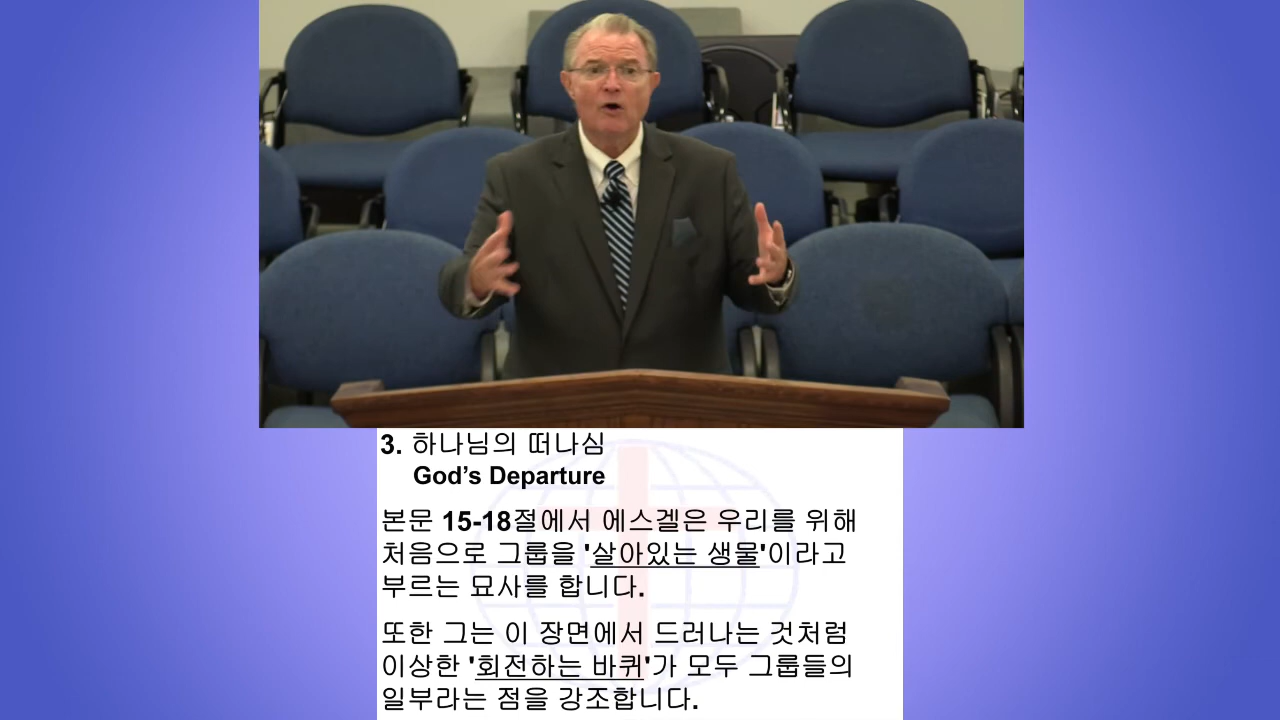 3. 하나님의 떠나심
God’s Departure
본문 15-18절에서 에스겔은 우리를 위해
처음으로 그룹을 '살아있는 생물'이라고
부르는 묘사를 합니다.
또한 그는 이 장면에서 드러나는 것처럼
이상한 '회전하는 바퀴'가 모두 그룹들의
일부라는 점을 강조합니다.